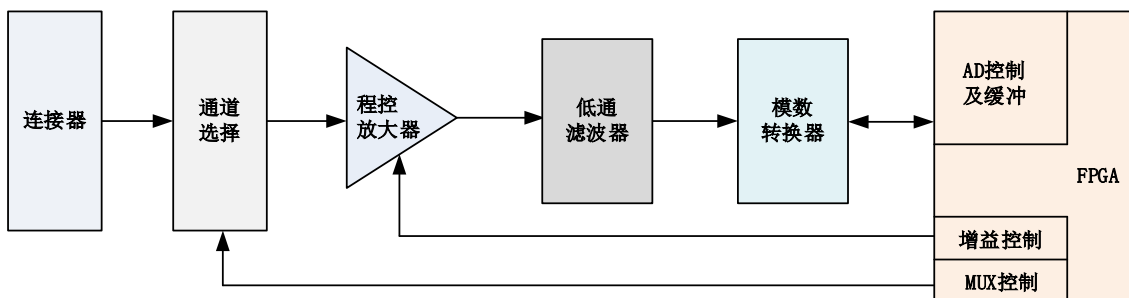 连接器
通道
选择
程控
放大器
低通
滤波器
模数
转换器
AD控制
及缓冲
FPGA
增益控制
MUX控制